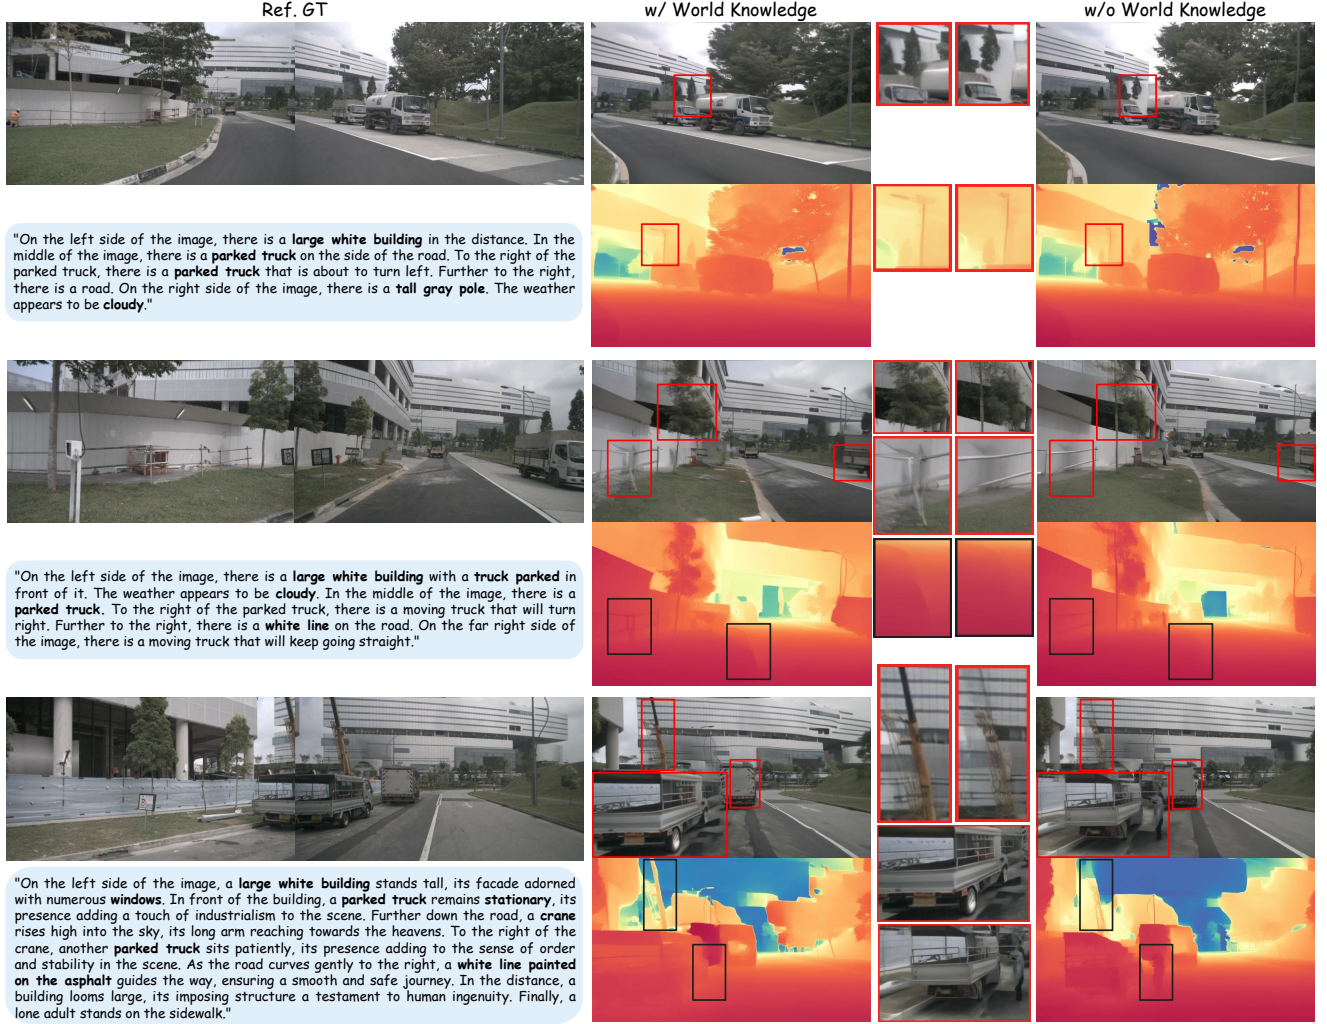 Ref. GT
w/ World Knowledge
w/o World Knowledge
"On the left side of the image, there is a large white building in the distance. In the
middle of the image, there is a parked truck on the side of the road. To the right of the
parked truck, there is a parked truck that is about to turn left. Further to the right,
there is a road. On the right side of the image, there is a tall gray pole. The weather
appears to be cloudy."
"On the left side of the image, there is a large white building with a truck parked in
front of it. The weather appears to be cloudy. In the middle of the image, there is a
parked truck. To the right of the parked truck, there is a moving truck that will turn
right. Further to the right, there is a white line on the road. On the far right side of
the image, there is a moving truck that will keep going straight."
"On the left side of the image, a large white building stands tall, its facade adorned
with numerous windows. In front of the building, a parked truck remains stationary, its
presence adding a touch of industrialism to the scene. Further down the road, a crane
rises high into the sky, its long arm reaching towards the heavens. To the right of the
crane, another parked truck sits patiently, its presence adding to the sense of order
and stability in the scene. As the road curves gently to the right, a white line painted
on the asphalt guides the way, ensuring a smooth and safe journey. In the distance, a
building looms large, its imposing structure a testament to human ingenuity. Finally, a
lone adult stands on the sidewalk."